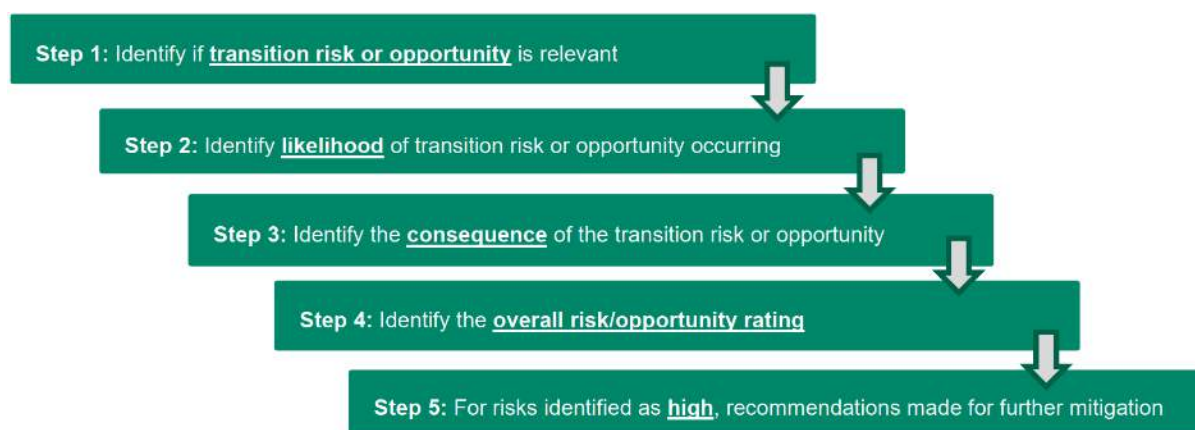 Step 1: Identify if transition risk or opportunity is relevant
Step 2: Identify likelihood of transition risk or opportunity occurring
Step 3: Identify the consequence of the transition risk or opportunity
Step 4: Identify the overall risk/opportunity rating
Step 5: For risks identified as high, recommendations made for further mitigation